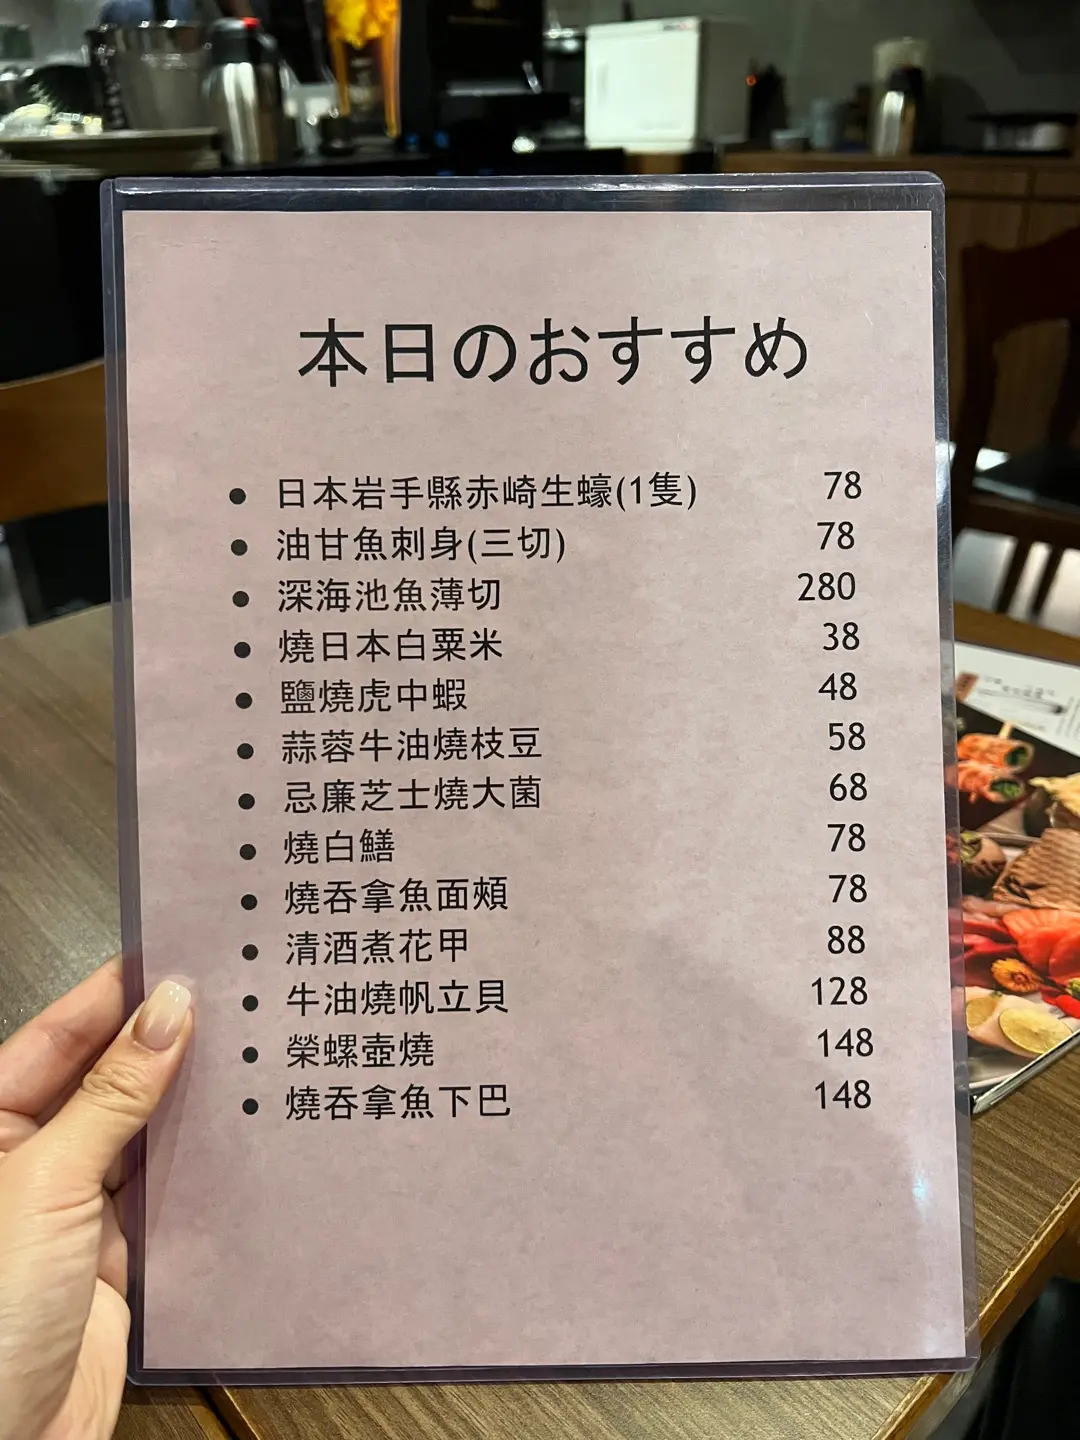 本日のおすすめ
● 日本岩手縣赤崎生蠔(1隻) 78
● 油甘魚刺身(三切) 78
● 深海池魚薄切 280
● 燒日本白粟米 38
● 鹽燒虎中蝦 48
● 蒜蓉牛油燒枝豆 58
● 忌廉芝士燒大菌 68
● 燒白鱔 78
● 燒吞拿魚面頰 78
● 清酒煮花甲 88
● 牛油燒帆立貝 128
● 榮螺壺燒 148
● 燒吞拿魚下巴 148